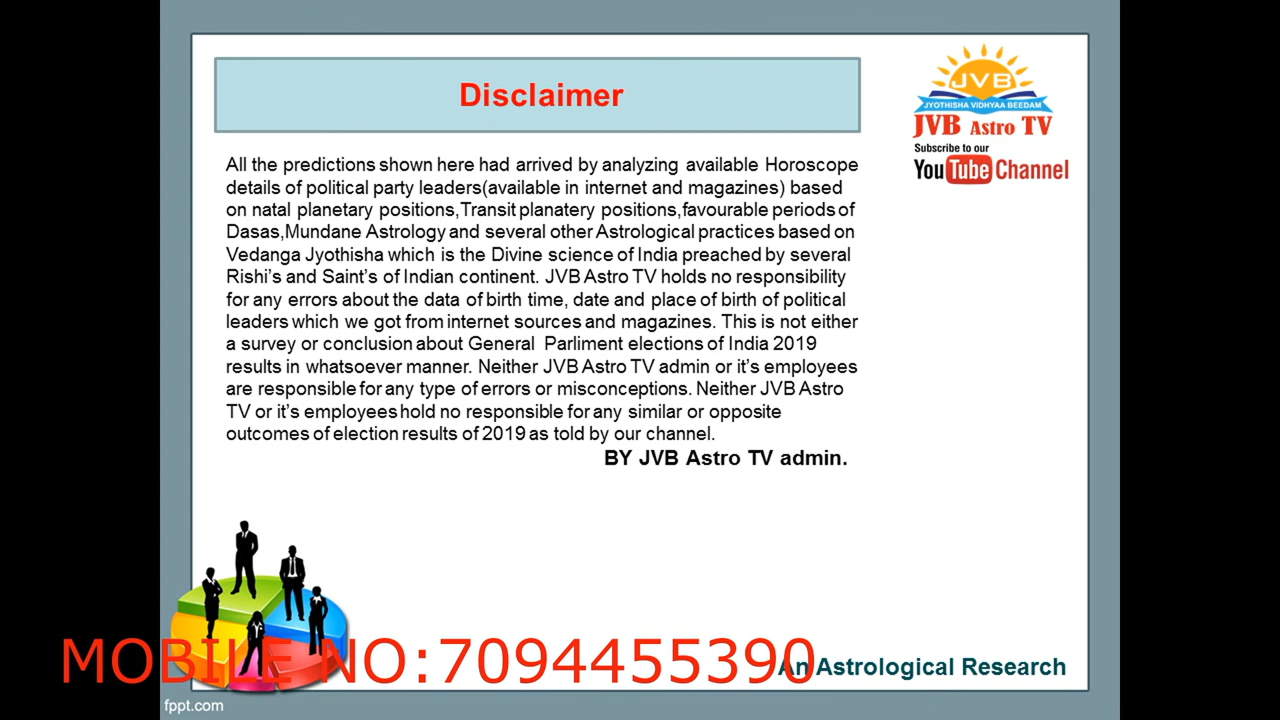 Disclaimer
JVB
JYOTHISHA VIDHYAA BEEDAM
JVB Astro TV
Subscribe to our
YouTube Channel
All the predictions shown here had arrived by analyzing available Horoscope
details of political party leaders(available in internet and magazines) based
on natal planetary positions,Transit planatery positions,favourable periods of
Dasas,Mundane Astrology and several other Astrological practices based on
Vedanga Jyothisha which is the Divine science of India preached by several
Rishi's and Saint's of Indian continent. JVB Astro TV holds no responsibility
for any errors about the data of birth time, date and place of birth of political
leaders which we got from internet sources and magazines. This is not either
a survey or conclusion about General Parliment elections of India 2019
results in whatsoever manner. Neither JVB Astro TV admin or it's employees
are responsible for any type of errors or misconceptions. Neither JVB Astro
TV or it's employees hold no responsible for any similar or opposite
outcomes of election results of 2019 as told by our channel.
BY JVB Astro TV admin.
MOBILE NO:7094455390
An Astrological Research
fppt.com